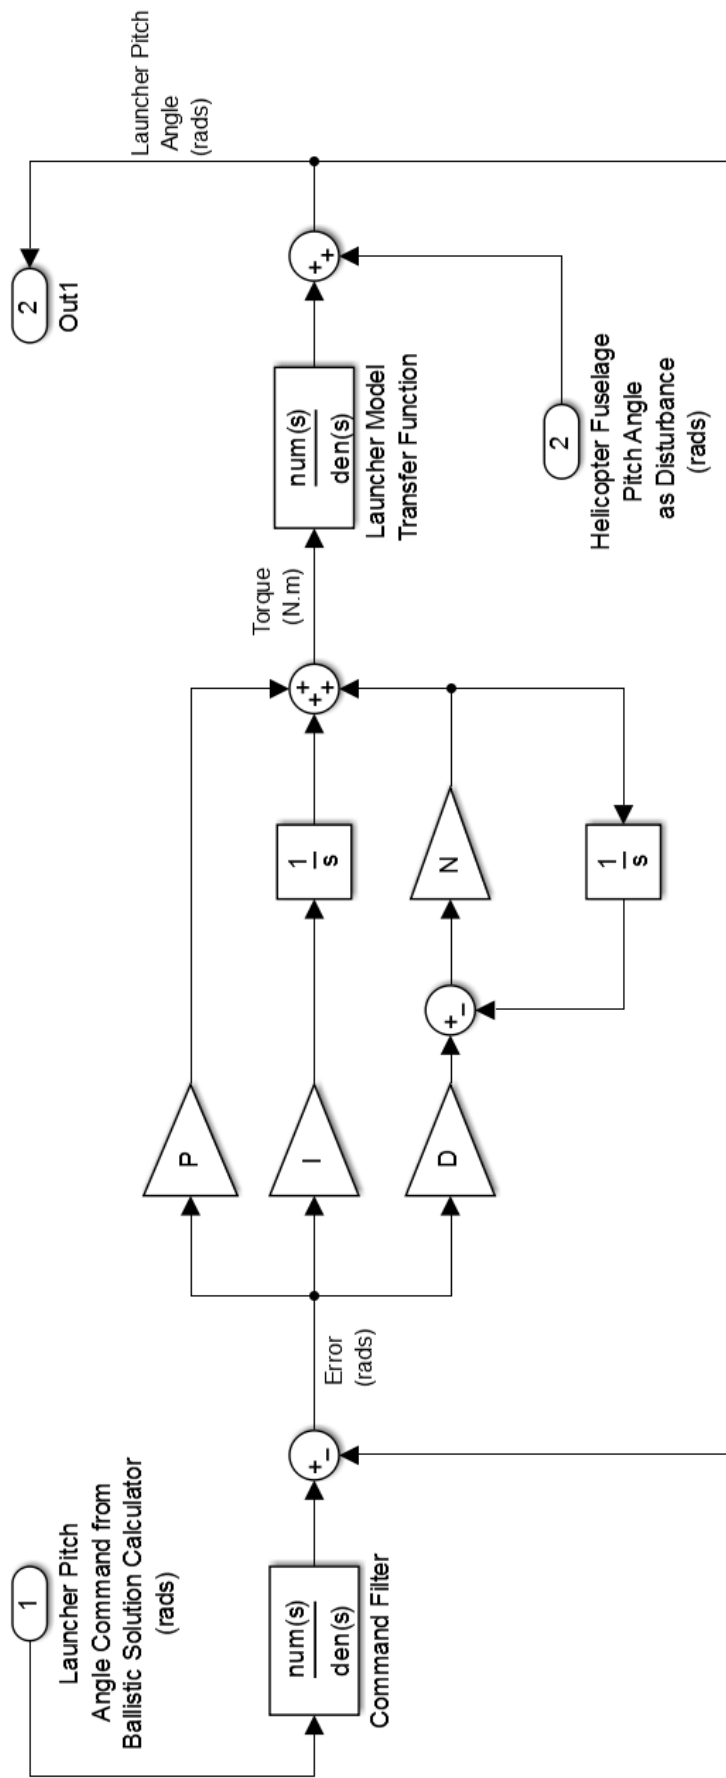 1
Launcher Pitch
Angle Command from
Ballistic Solution Calculator
(rads)
num(s)
den(s)
Command Filter
+
−
Error
(rads)
P
I
D
+
−
N
1
s
1
s
+
+
+
Torque
(N.m)
num(s)
den(s)
Launcher Model
Transfer Function
2
Helicopter Fuselage
Pitch Angle
as Disturbance
(rads)
+
+
Launcher Pitch
Angle
(rads)
2
Out1